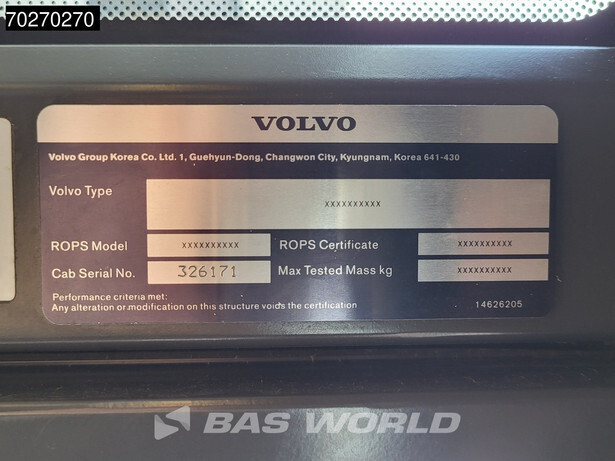 70270270
VOLVO
Volvo Group Korea Co. Ltd. 1, Guehyun-Dong, Changwon City, Kyungnam, Korea 641-430
Volvo Type
xxxxxxxxxx
ROPS Model xxxxxxxxxx ROPS Certificate xxxxxxxxxx
Cab Serial No. 326171 Max Tested Mass kg xxxxxxxxxx
Performance criteria met:
Any alteration or modification on this structure voids the certification 14626205
BAS WORLD